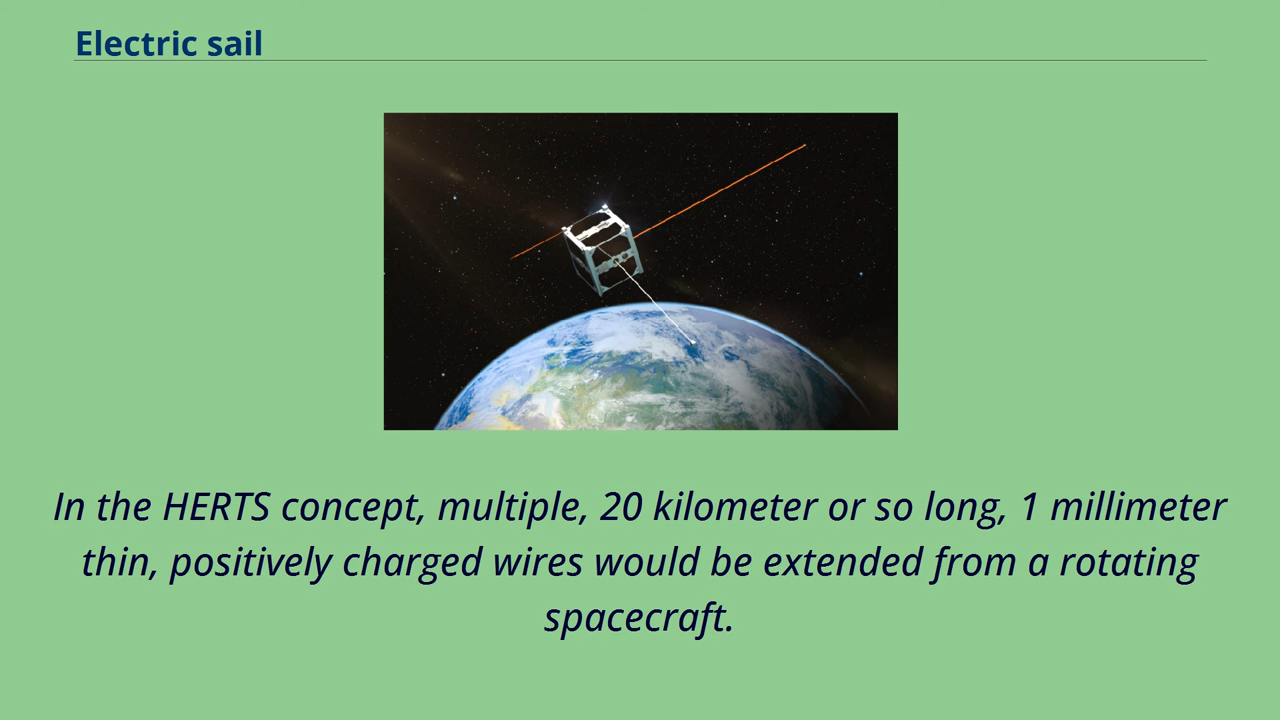 Electric sail
In the HERTS concept, multiple, 20 kilometer or so long, 1 millimeter
thin, positively charged wires would be extended from a rotating
spacecraft.